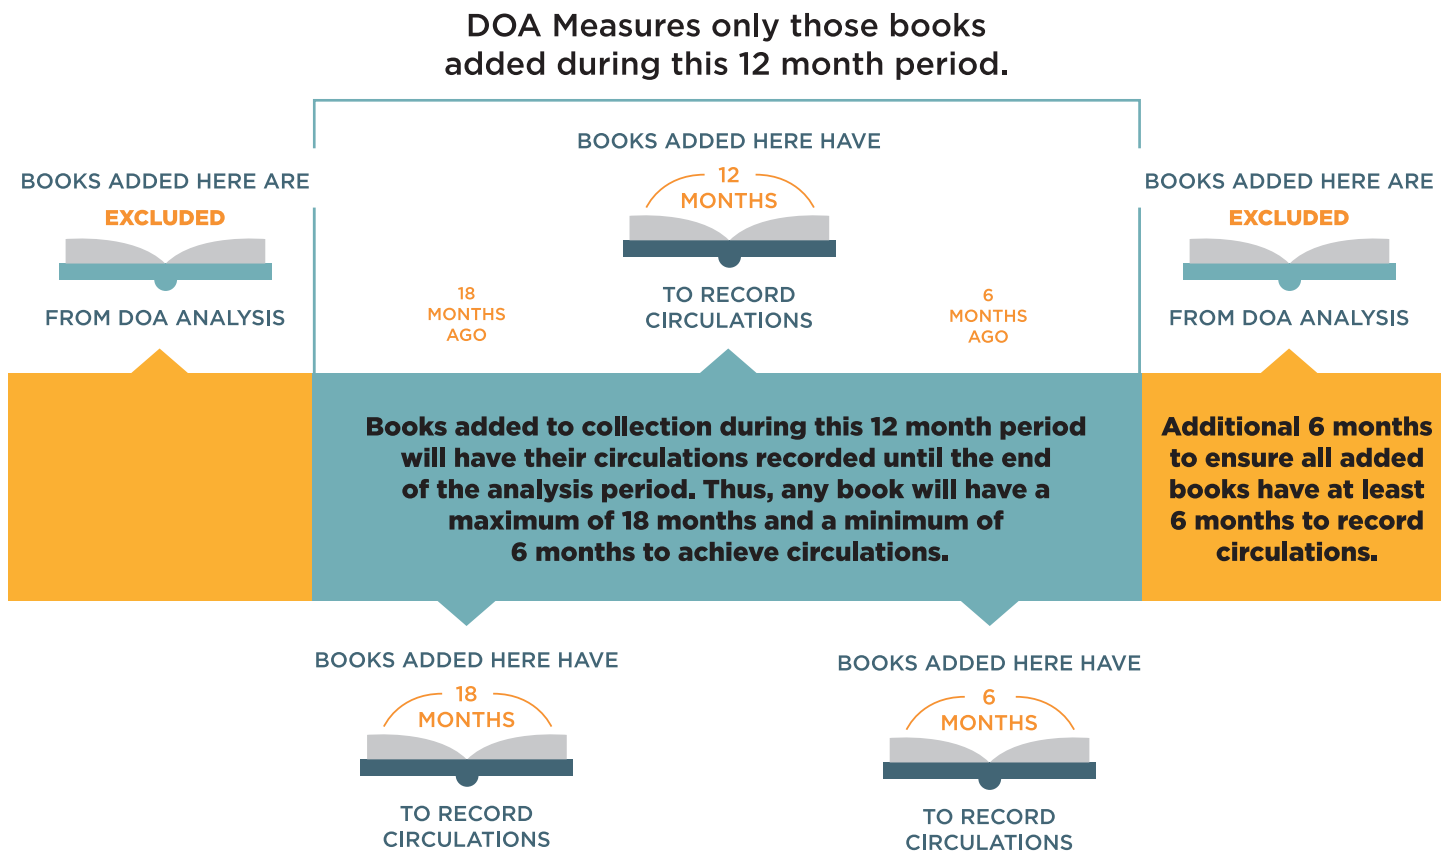 DOA Measures only those books
added during this 12 month period.
BOOKS ADDED HERE ARE
EXCLUDED
FROM DOA ANALYSIS
BOOKS ADDED HERE HAVE
12
MONTHS
TO RECORD
CIRCULATIONS
18
MONTHS
AGO
6
MONTHS
AGO
BOOKS ADDED HERE ARE
EXCLUDED
FROM DOA ANALYSIS
Books added to collection during this 12 month period
will have their circulations recorded until the end
of the analysis period. Thus, any book will have a
maximum of 18 months and a minimum of
6 months to achieve circulations.
Additional 6 months
to ensure all added
books have at least
6 months to record
circulations.
BOOKS ADDED HERE HAVE
18
MONTHS
TO RECORD
CIRCULATIONS
BOOKS ADDED HERE HAVE
6
MONTHS
TO RECORD
CIRCULATIONS